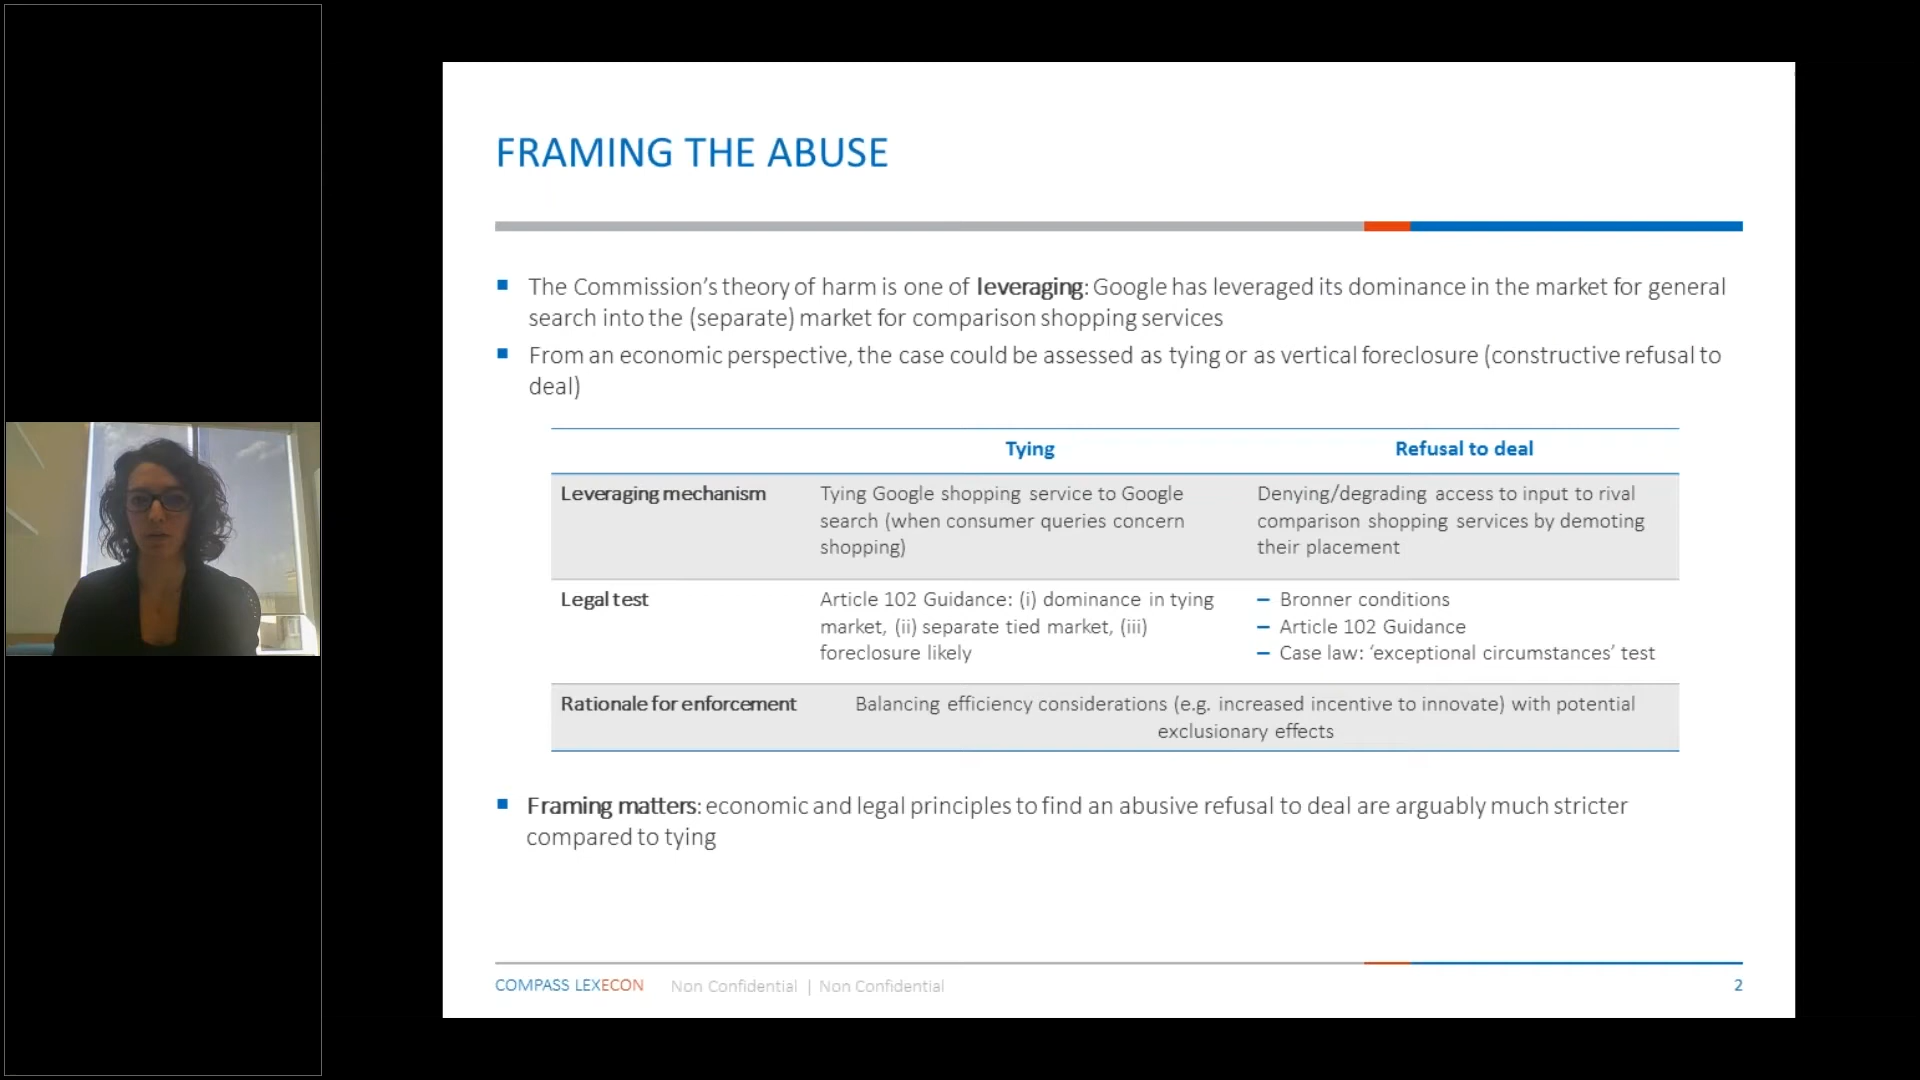 FRAMING THE ABUSE
The Commission’s theory of harm is one of leveraging: Google has leveraged its dominance in the market for general
search into the (separate) market for comparison shopping services
From an economic perspective, the case could be assessed as tying or as vertical foreclosure (constructive refusal to
deal)
Tying
Refusal to deal
Leveraging mechanism
Tying Google shopping service to Google
search (when consumer queries concern
shopping)
Denying/degrading access to input to rival
comparison shopping services by demoting
their placement
Legal test
Article 102 Guidance: (i) dominance in tying
market, (ii) separate tied market, (iii)
foreclosure likely
– Bronner conditions
– Article 102 Guidance
– Case law: ‘exceptional circumstances’ test
Rationale for enforcement
Balancing efficiency considerations (e.g. increased incentive to innovate) with potential
exclusionary effects
Framing matters: economic and legal principles to find an abusive refusal to deal are arguably much stricter
compared to tying
COMPASS LEXECON Non Confidential | Non Confidential 2